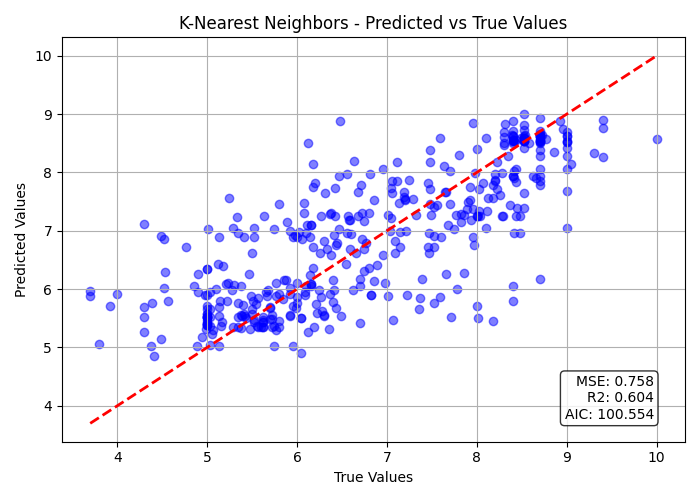 K-Nearest Neighbors - Predicted vs True Values
10
9
8
7
6
5
4
Predicted Values
MSE: 0.758
R2: 0.604
AIC: 100.554
4 5 6 7 8 9 10
True Values